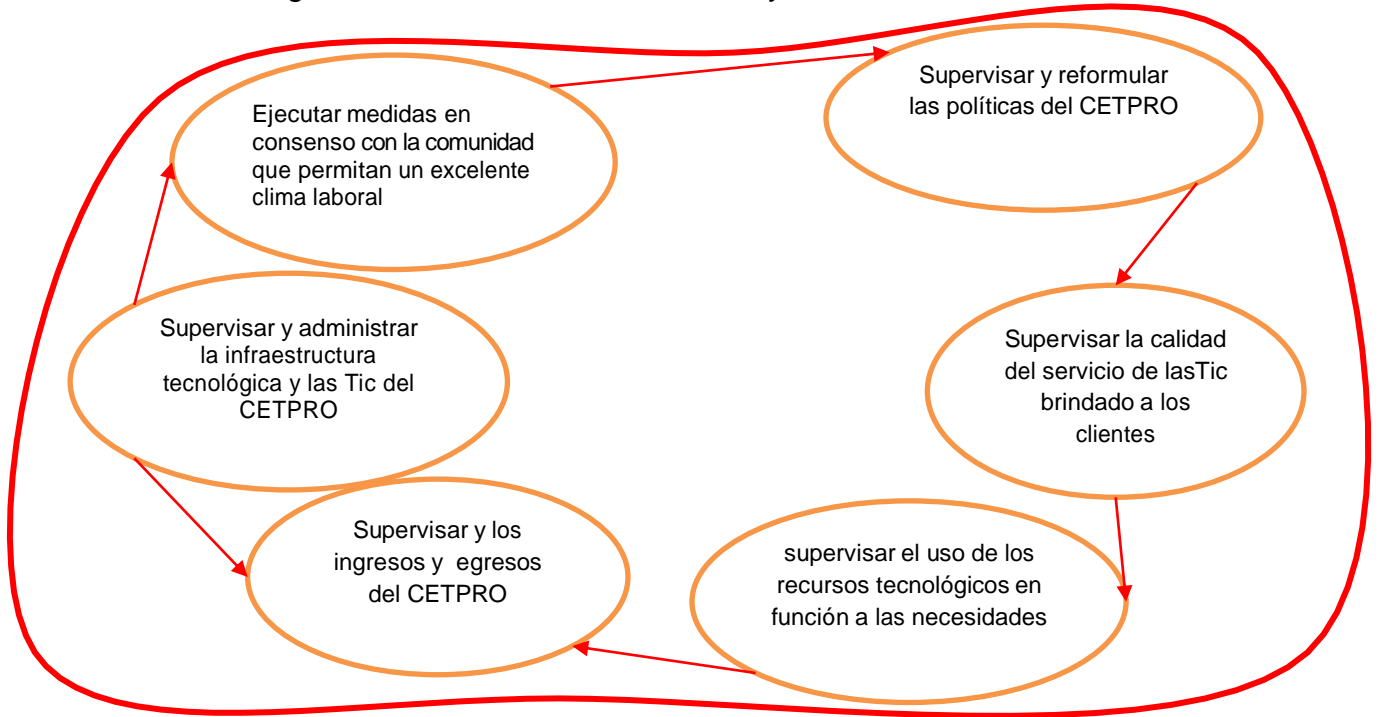 Ejecutar medidas en
consenso con la comunidad
que permitan un excelente
clima laboral
Supervisar y reformular
las políticas del CETPRO
Supervisar y administrar
la infraestructura
tecnológica y las Tic del
CETPRO
Supervisar la calidad
del servicio de lasTic
brindado a los
clientes
Supervisar y los
ingresos y  egresos
del CETPRO
supervisar el uso de los
recursos tecnológicos en
función a las necesidades